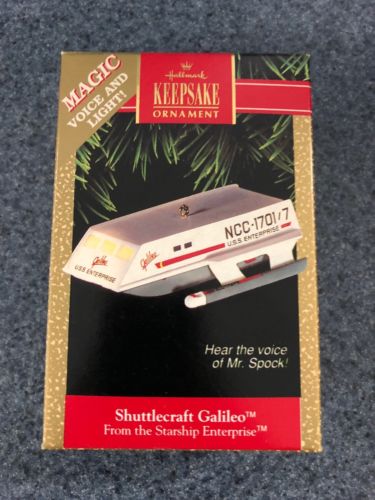 MAGIC
VOICE AND
LIGHT!
Hallmark
KEEPSAKE
ORNAMENT
NCC-1701/7
U.S.S. ENTERPRISE
Galileo
Galileo
U.S.S. ENTERPRISE
Hear the voice
of Mr. Spock!
Shuttlecraft Galileo™
From the Starship Enterprise™